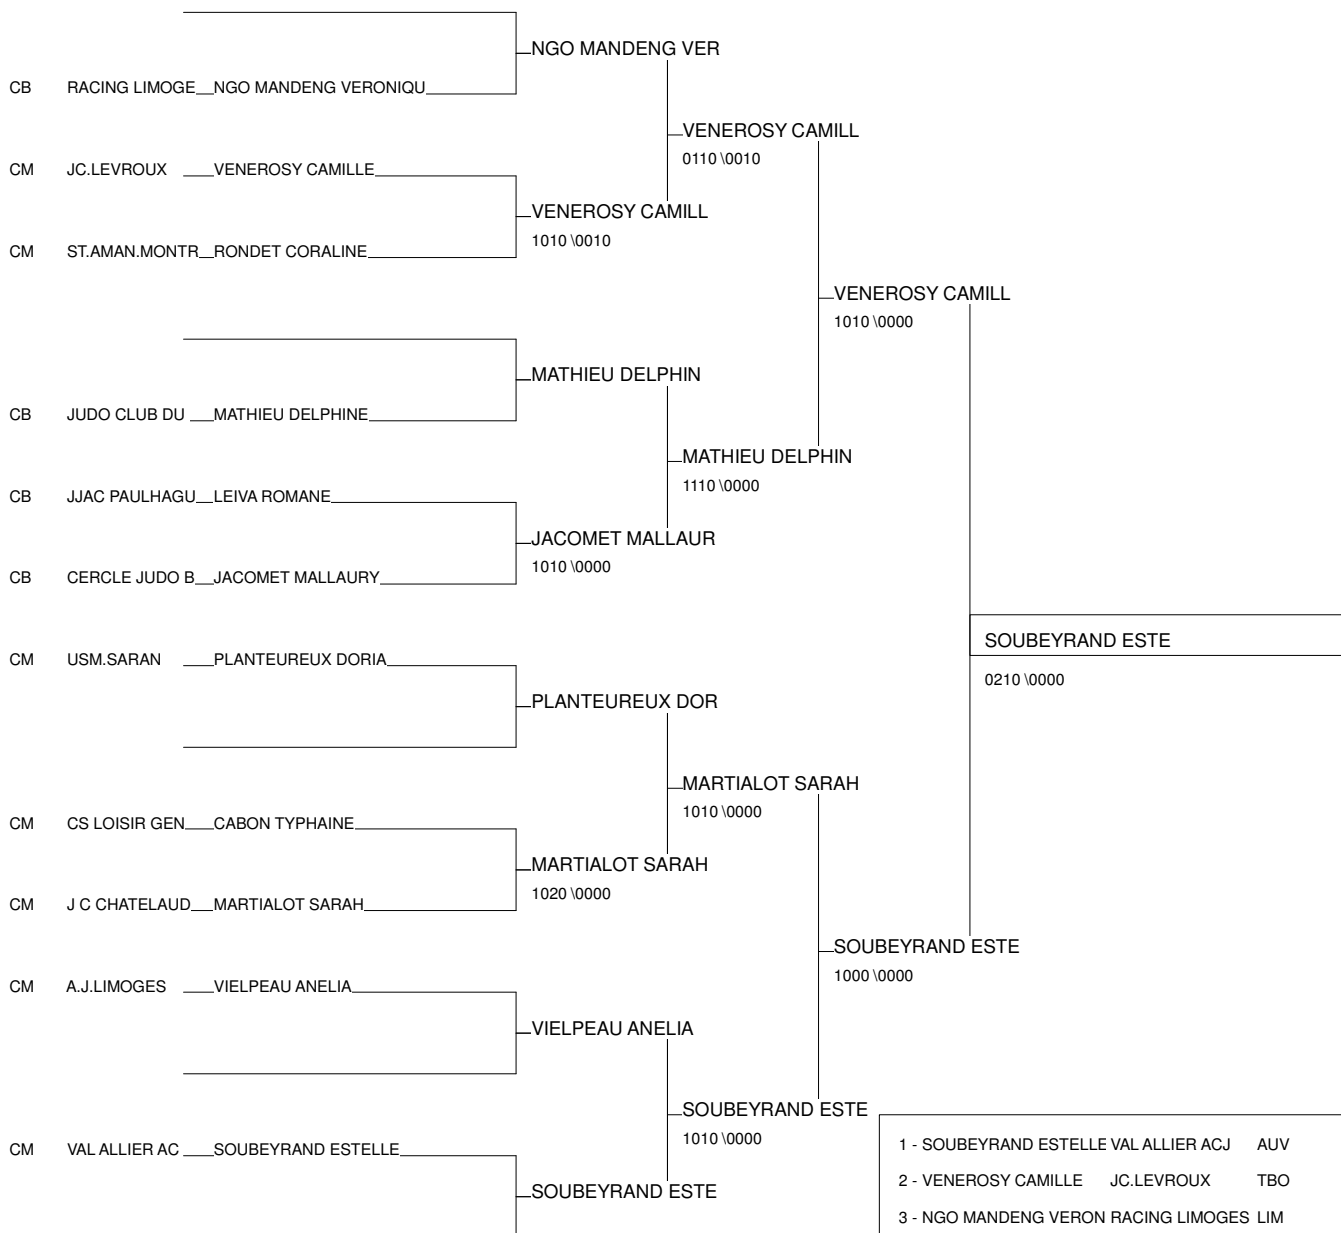 NGO MANDENG VER
CB RACING LIMOGE NGO MANDENG VERONIQU
VENEROSY CAMILL
0110 \0010
CM JC.LEVROUX VENEROSY CAMILLE
VENEROSY CAMILL
1010 \0010
CM ST.AMAN.MONTR RONDET CORALINE
VENEROSY CAMILL
1010 \0000
MATHIEU DELPHIN
CB JUDO CLUB DU MATHIEU DELPHINE
MATHIEU DELPHIN
1110 \0000
CB JJAC PAULHAGU LEIVA ROMANE
JACOMET MALLAUR
1010 \0000
CB CERCLE JUDO B JACOMET MALLAURY
SOUBEYRAND ESTE
0210 \0000
CM USM.SARAN PLANTEUREUX DORIA
PLANTEUREUX DOR
MARTIALOT SARAH
1010 \0000
CM CS LOISIR GEN CABON TYPHAINE
MARTIALOT SARAH
1020 \0000
CM J C CHATELAUD MARTIALOT SARAH
SOUBEYRAND ESTE
1000 \0000
CM A.J.LIMOGES VIELPEAU ANELIA
VIELPEAU ANELIA
SOUBEYRAND ESTE
1010 \0000
CM VAL ALLIER AC SOUBEYRAND ESTELLE
SOUBEYRAND ESTE
1 - SOUBEYRAND ESTELLE VAL ALLIER ACJ AUV
2 - VENEROSY CAMILLE JC.LEVROUX TBO
3 - NGO MANDENG VERON RACING LIMOGES LIM